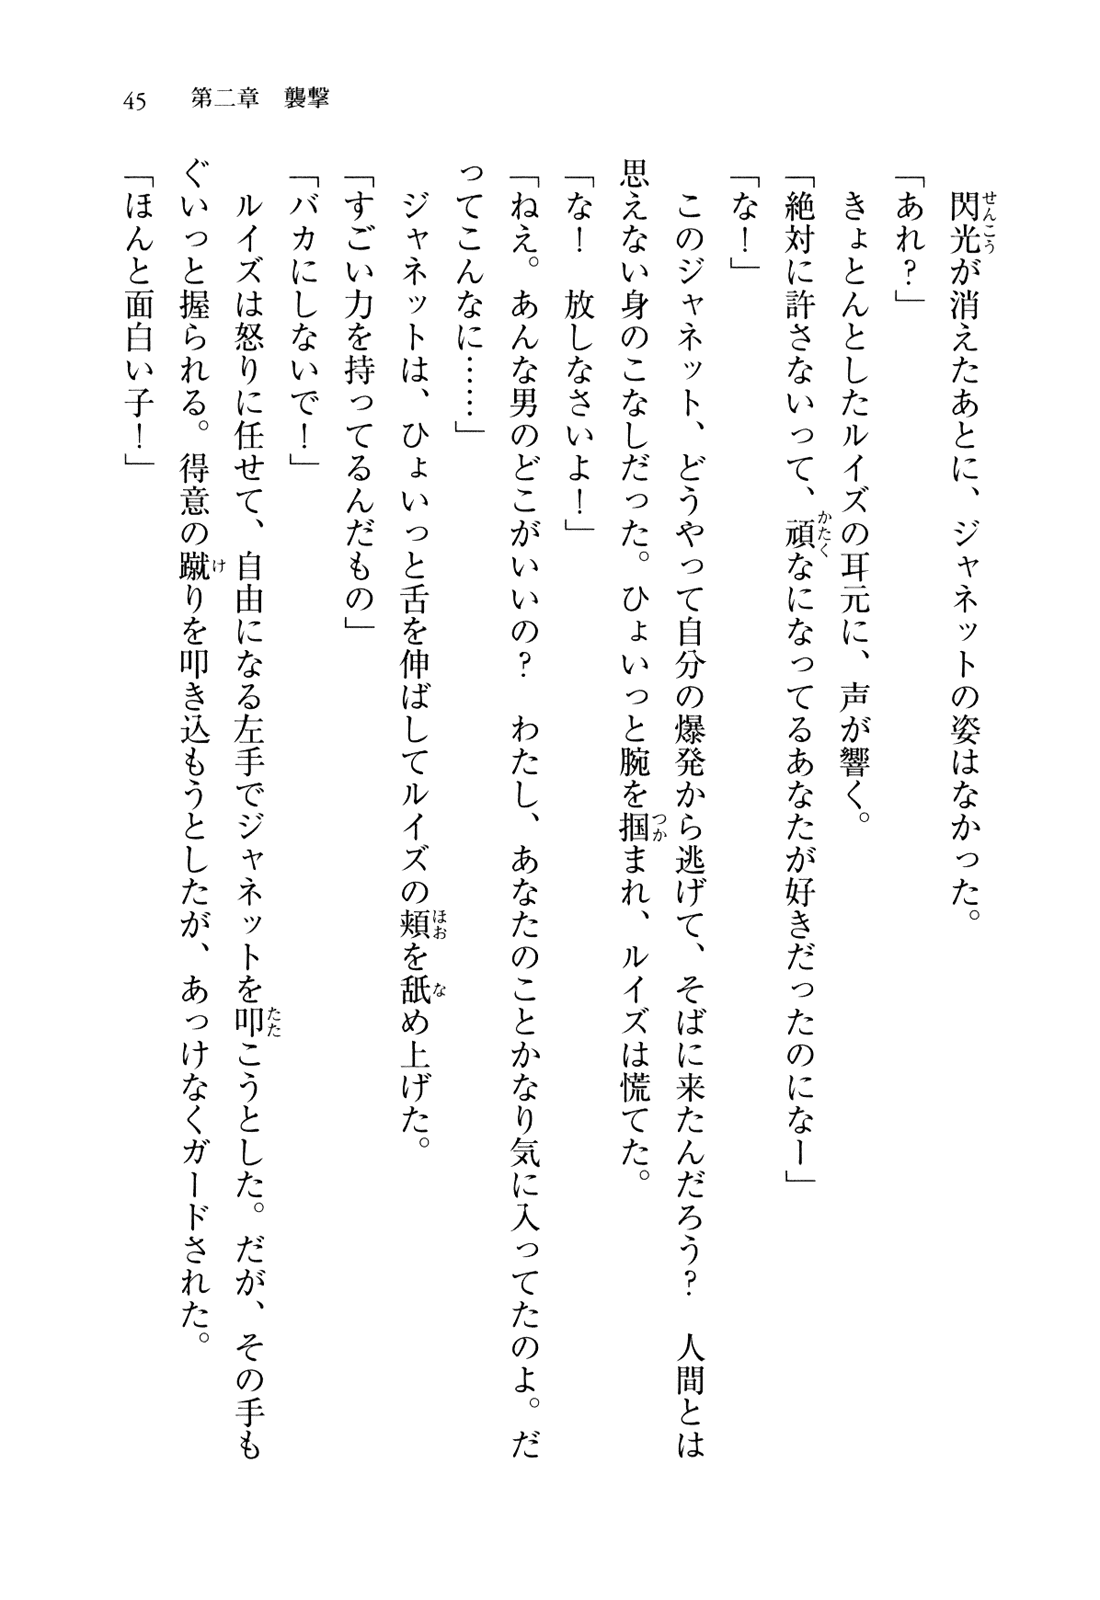 45　第二章　襲撃
　閃光が消えたあとに、ジャネットの姿はなかった。
「あれ？」
　きょとんとしたルイズの耳元に、声が響く。
「絶対に許さないって、頑なになってるあなたが好きだったのになー」
「な！」
　このジャネット、どうやって自分の爆発から逃げて、そばに来たんだろう？　人間とは
思えない身のこなしだった。ひょいっと腕を掴まれ、ルイズは慌てた。
「な！　放しなさいよ！」
「ねえ。あんな男のどこがいいの？　わたし、あなたのことかなり気に入ってたのよ。だ
ってこんなに……」
　ジャネットは、ひょいっと舌を伸ばしてルイズの頬を舐め上げた。
「すごい力を持ってるんだもの」
「バカにしないで！」
　ルイズは怒りに任せて、自由になる左手でジャネットを叩こうとした。だが、その手も
ぐいっと握られる。得意の蹴りを叩き込もうとしたが、あっけなくガードされた。
「ほんと面白い子！」